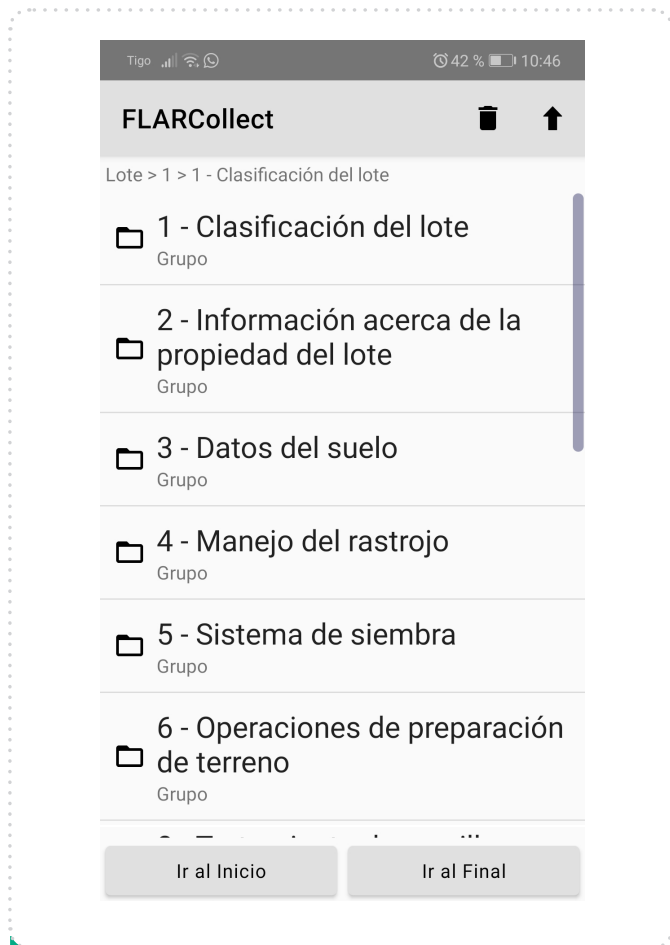 Tigo 42 % 10:46
FLARCollect
Lote > 1 > 1 - Clasificación del lote
1 - Clasificación del lote
Grupo
2 - Información acerca de la
propiedad del lote
Grupo
3 - Datos del suelo
Grupo
4 - Manejo del rastrojo
Grupo
5 - Sistema de siembra
Grupo
6 - Operaciones de preparación
de terreno
Grupo
Ir al Inicio Ir al Final